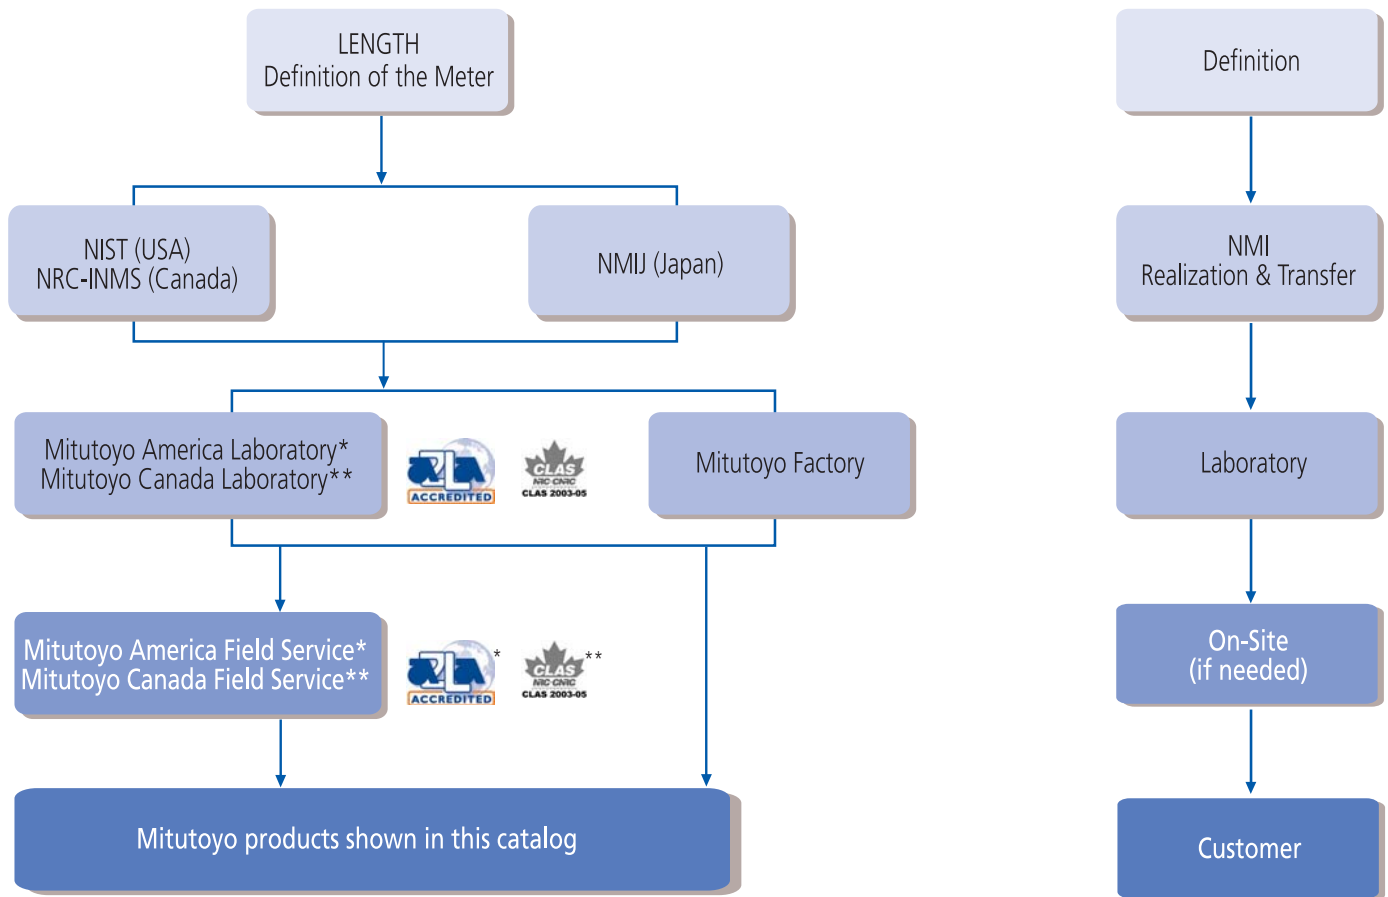 LENGTH
Definition of the Meter
Definition
NIST (USA)
NRC-INMS (Canada)
NMIJ (Japan)
NMI
Realization & Transfer
Mitutoyo America Laboratory*
Mitutoyo Canada Laboratory**
A2LA
ACCREDITED
CLAS
NRC·CNRC
CLAS 2003-05
Mitutoyo Factory
Laboratory
Mitutoyo America Field Service*
Mitutoyo Canada Field Service**
A2LA
ACCREDITED
*
CLAS
NRC·CNRC
CLAS 2003-05
**
On-Site
(if needed)
Mitutoyo products shown in this catalog
Customer